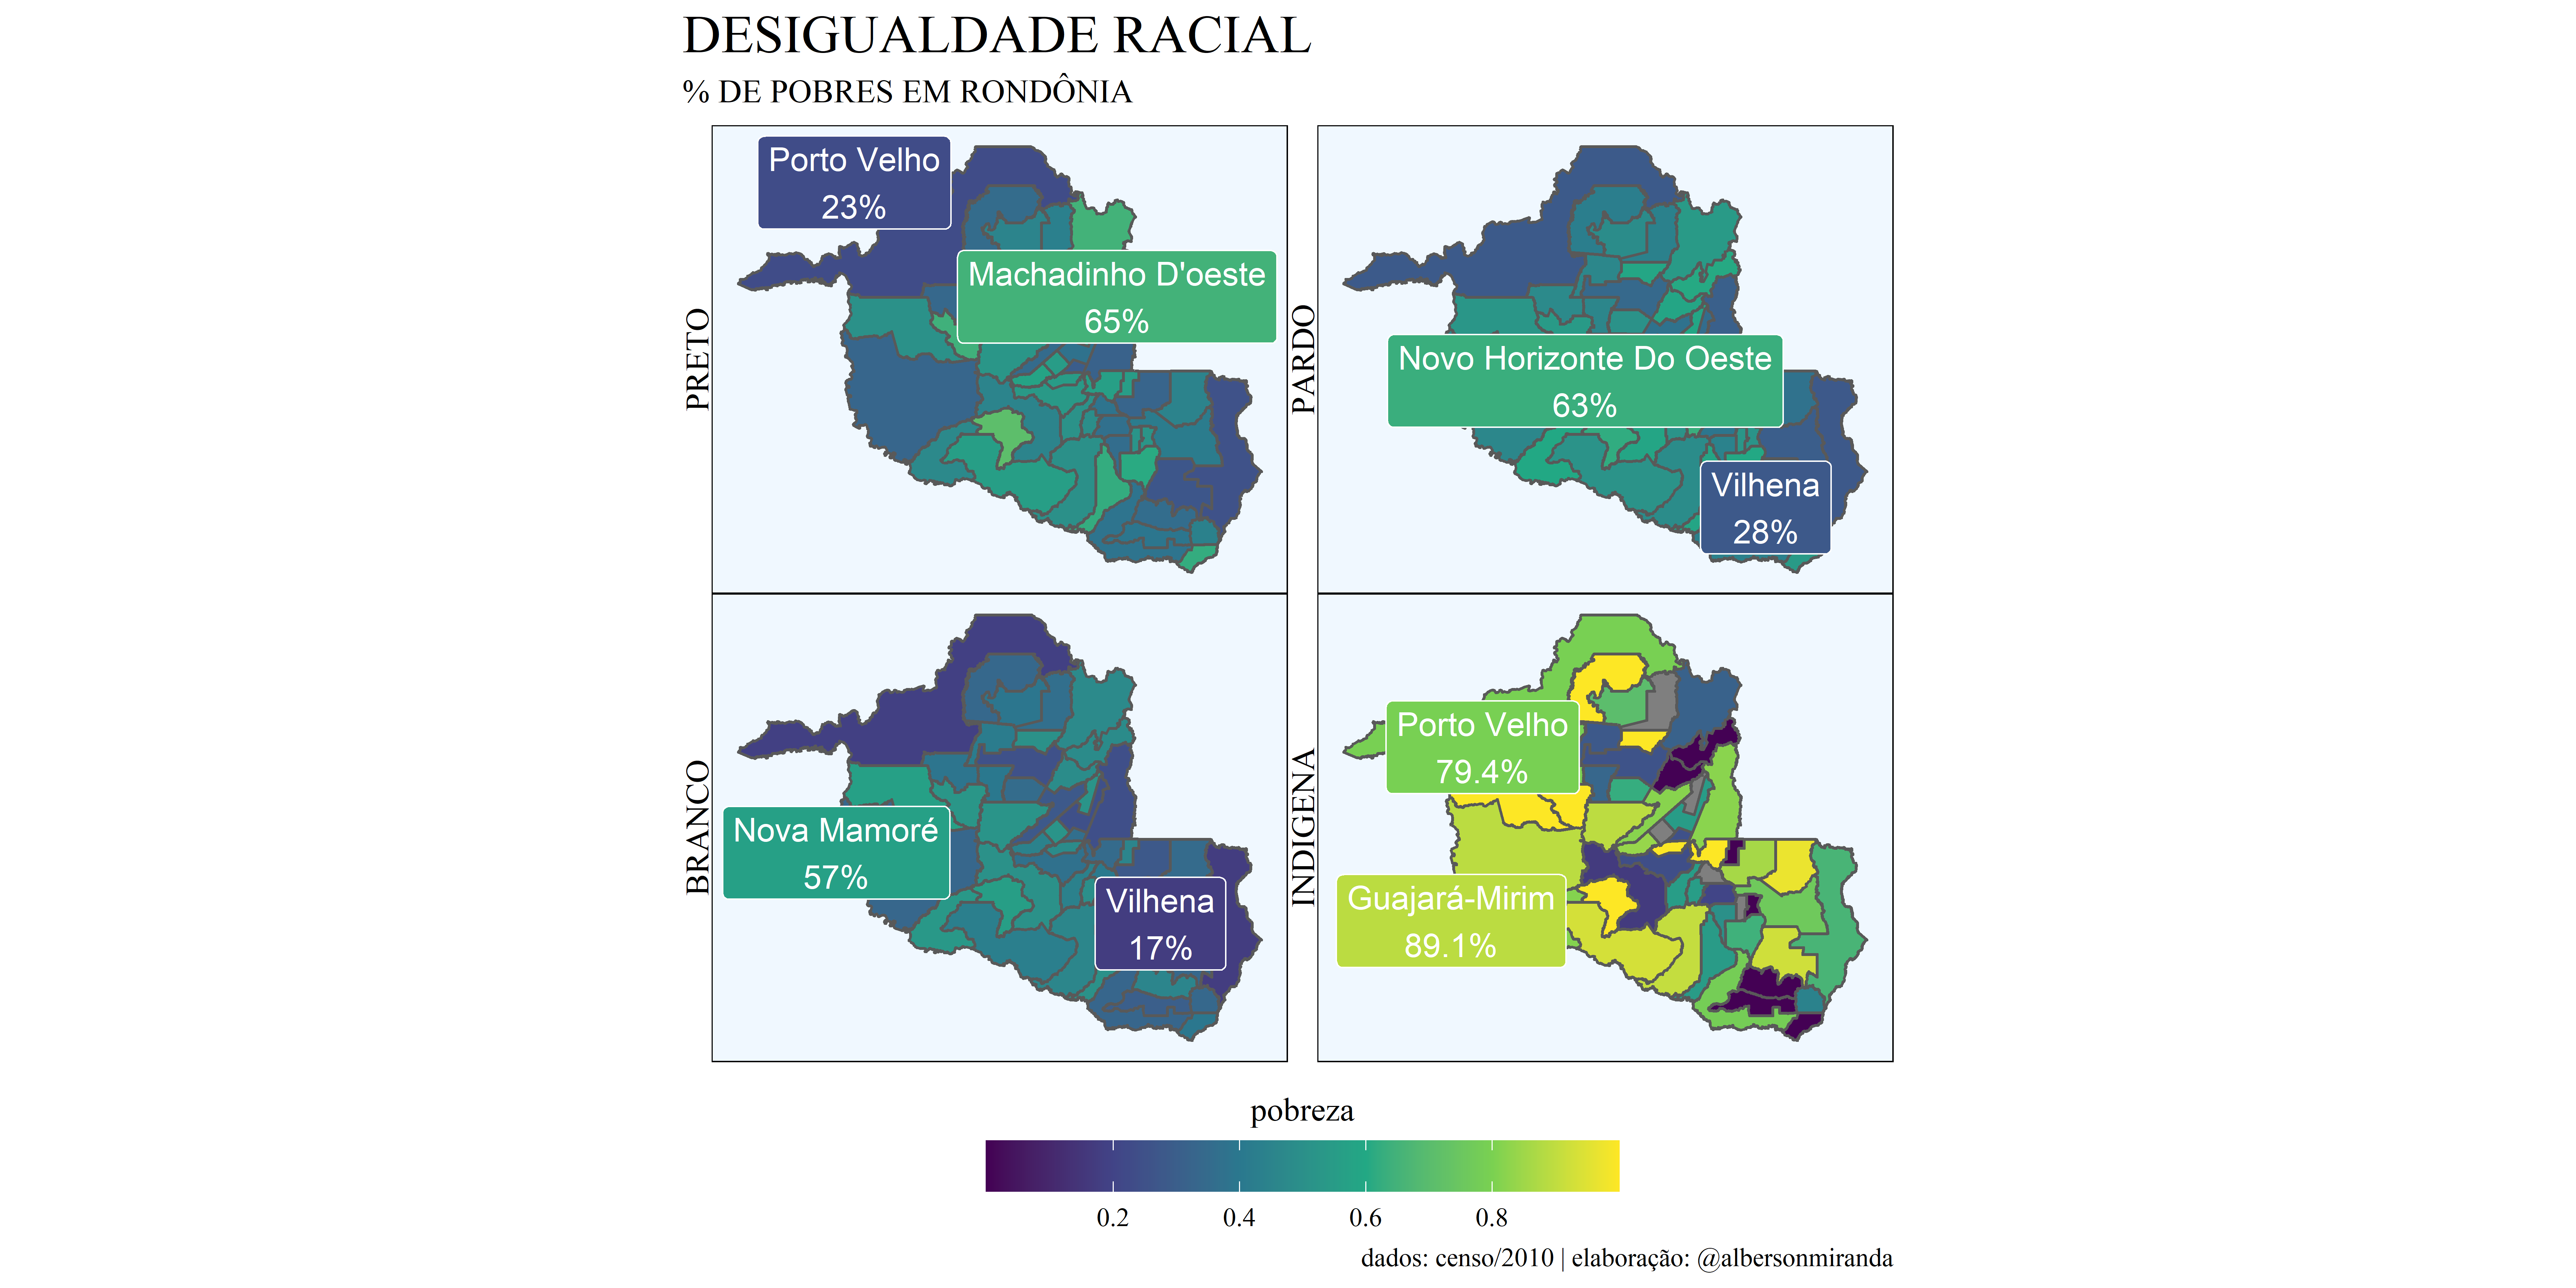 DESIGUALDADE RACIAL
% DE POBRES EM RONDÔNIA
PRETO
Porto Velho
23%
Machadinho D'oeste
65%
PARDO
Novo Horizonte Do Oeste
63%
Vilhena
28%
BRANCO
Nova Mamoré
57%
Vilhena
17%
INDIGENA
Porto Velho
79.4%
Guajará-Mirim
89.1%
pobreza
0.2 0.4 0.6 0.8
dados: censo/2010 | elaboração: @albersonmiranda